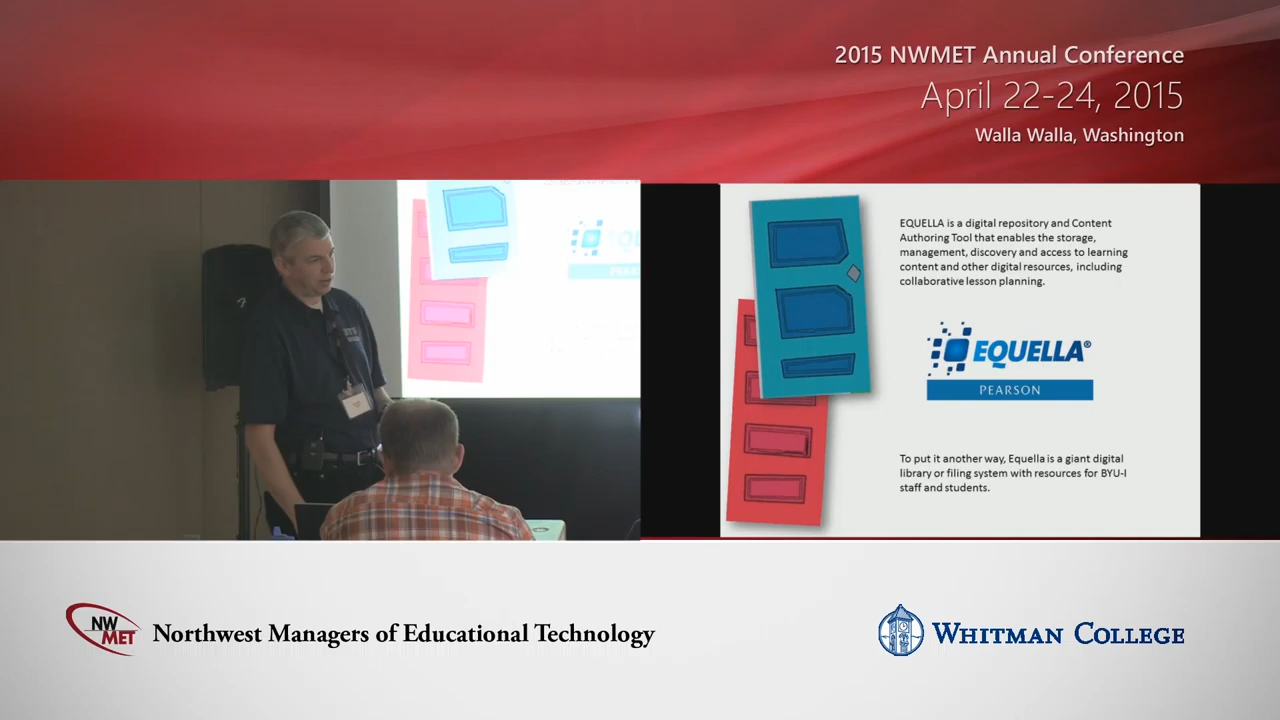 2015 NWMET Annual Conference
April 22-24, 2015
Walla Walla, Washington
EQUELLA is a digital repository and Content
Authoring Tool that enables the storage,
management, discovery and access to learning
content and other digital resources, including
collaborative lesson planning.
EQUELLA®
PEARSON
To put it another way, Equella is a giant digital
library or filing system with resources for BYU-I
staff and students.
NW
MET
Northwest Managers of Educational Technology
WHITMAN COLLEGE